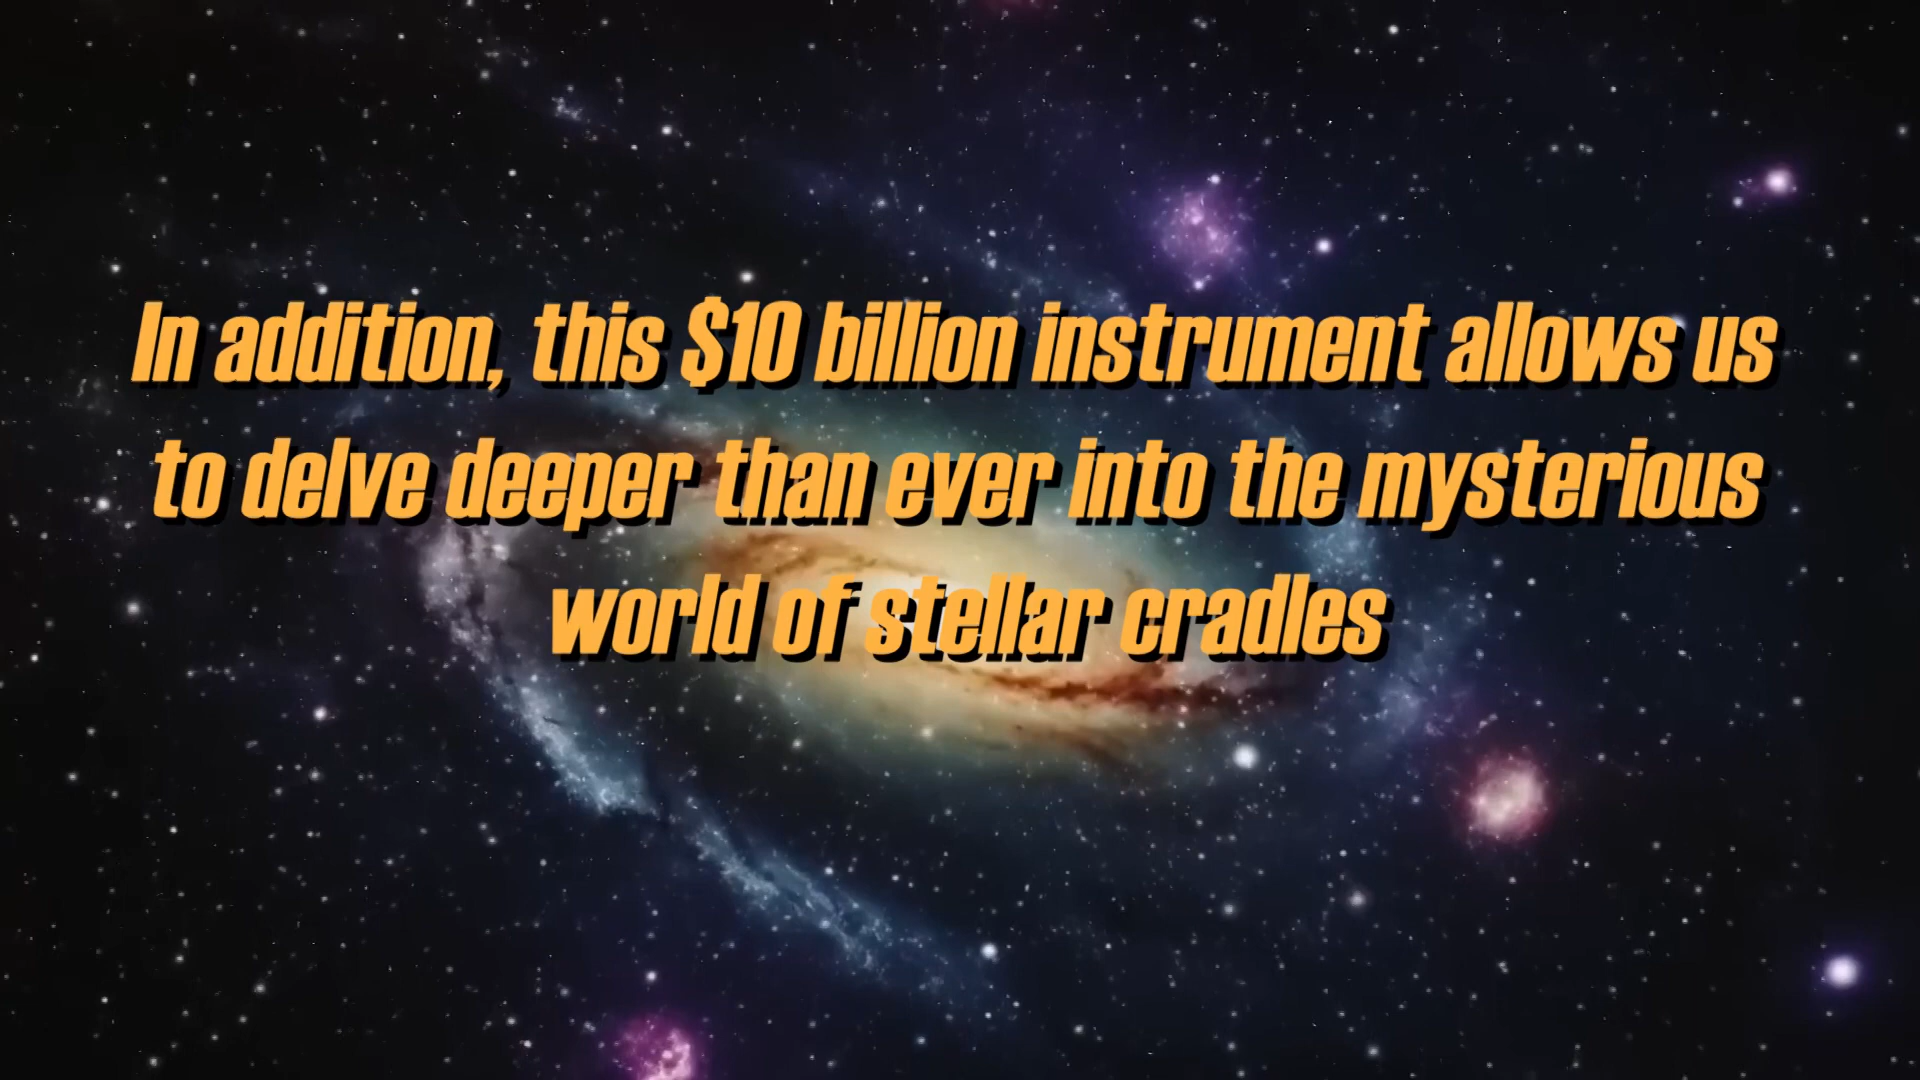 In addition, this $10 billion instrument allows us
to delve deeper than ever into the mysterious
world of stellar cradles